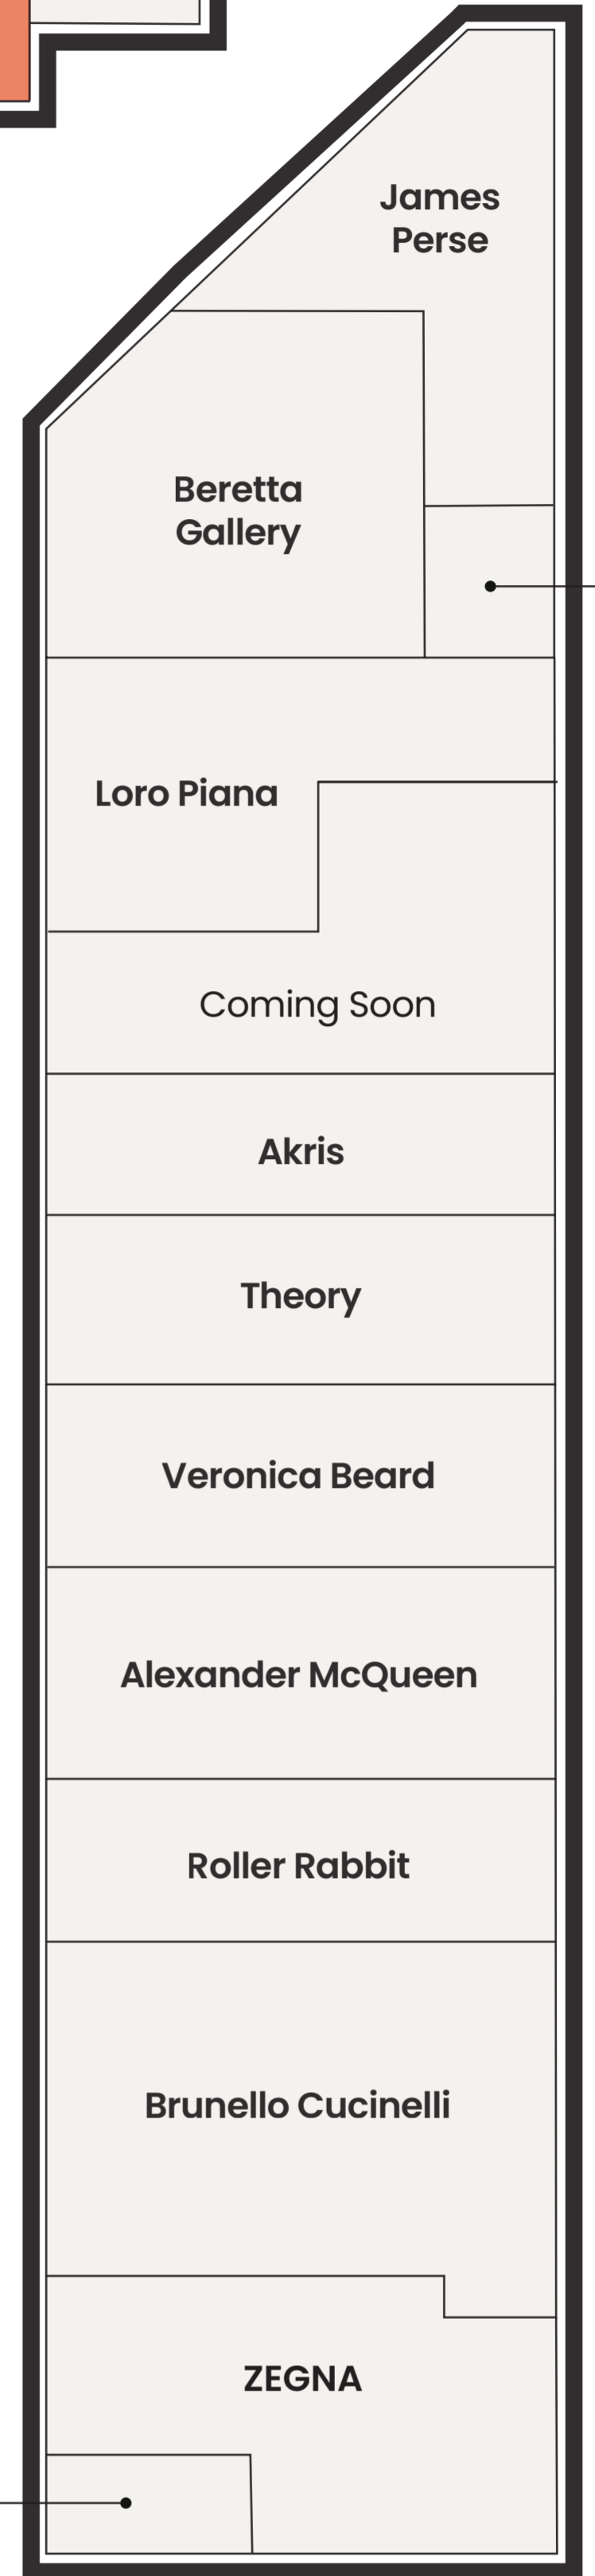 James
Perse
Beretta
Gallery
Loro Piana
Coming Soon
Akris
Theory
Veronica Beard
Alexander McQueen
Roller Rabbit
Brunello Cucinelli
ZEGNA